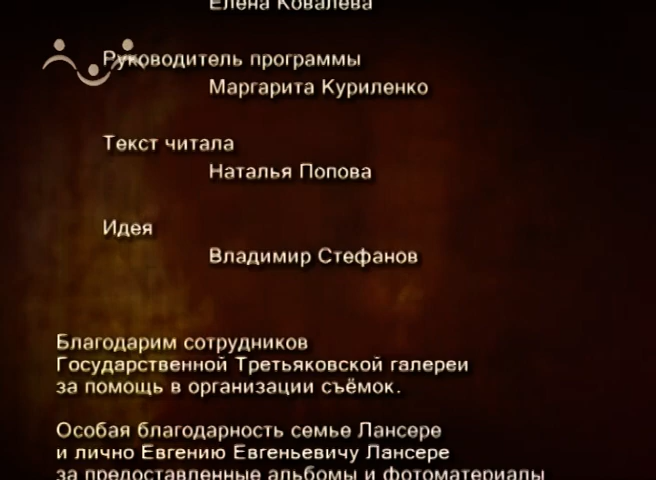 Елена Ковалева
Руководитель программы
Маргарита Куриленко
Текст читала
Наталья Попова
Идея
Владимир Стефанов
Благодарим сотрудников
Государственной Третьяковской галереи
за помощь в организации съёмок.
Особая благодарность семье Лансере
и лично Евгению Евгеньевичу Лансере
за предоставленные альбомы и фотоматериалы